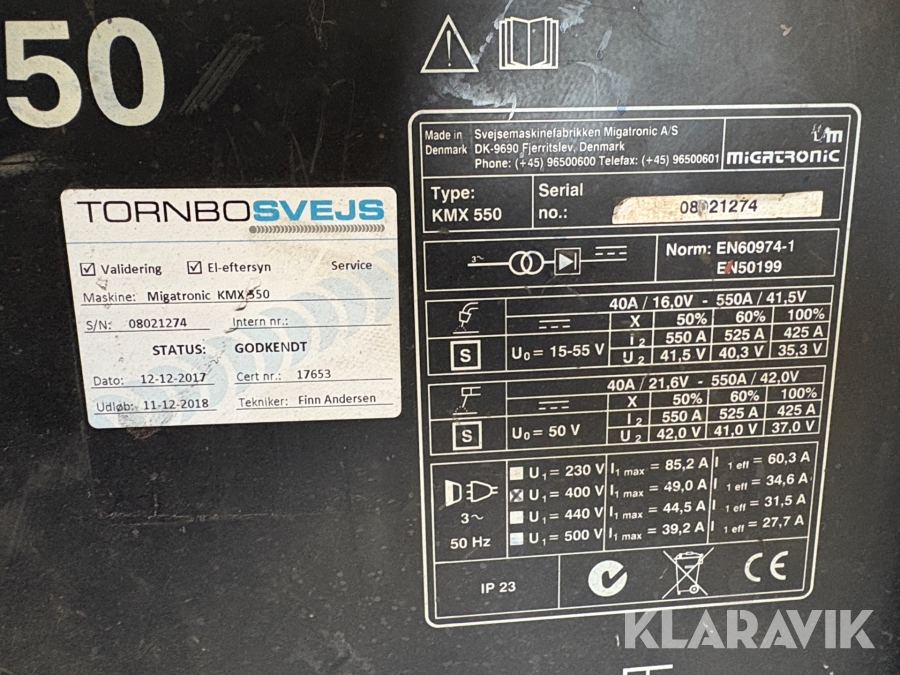 50
TORNBOSVEJS
Validering El-eftersyn Service
Maskine: Migatronic KMX 550
S/N: 08021274 Intern nr.:
STATUS: GODKENDT
Dato: 12-12-2017 Cert nr.: 17653
Udløb: 11-12-2018 Tekniker: Finn Andersen
Made in Denmark
Svejsemaskinefabrikken Migatronic A/S
DK-9690 Fjerritslev, Denmark
Phone: (+45) 96500600 Telefax: (+45) 96500601
MIGATRONIC
Type: KMX 550
Serial no.: 08021274
3~
Norm: EN60974-1
EN50199
40A / 16,0V - 550A / 41,5V
X 50% 60% 100%
I2 550 A 525 A 425 A
S U0= 15-55 V U2 41,5 V 40,3 V 35,3 V
40A / 21,6V - 550A / 42,0V
X 50% 60% 100%
I2 550 A 525 A 425 A
S U0= 50 V U2 42,0 V 41,0 V 37,0 V
U1= 230 V I1 max = 85,2 A I1 eff = 60,3 A
U1= 400 V I1 max = 49,0 A I1 eff = 34,6 A
3~ U1= 440 V I1 max = 44,5 A I1 eff = 31,5 A
50 Hz U1= 500 V I1 max = 39,2 A I1 eff = 27,7 A
IP 23 CE
KLARAVIK